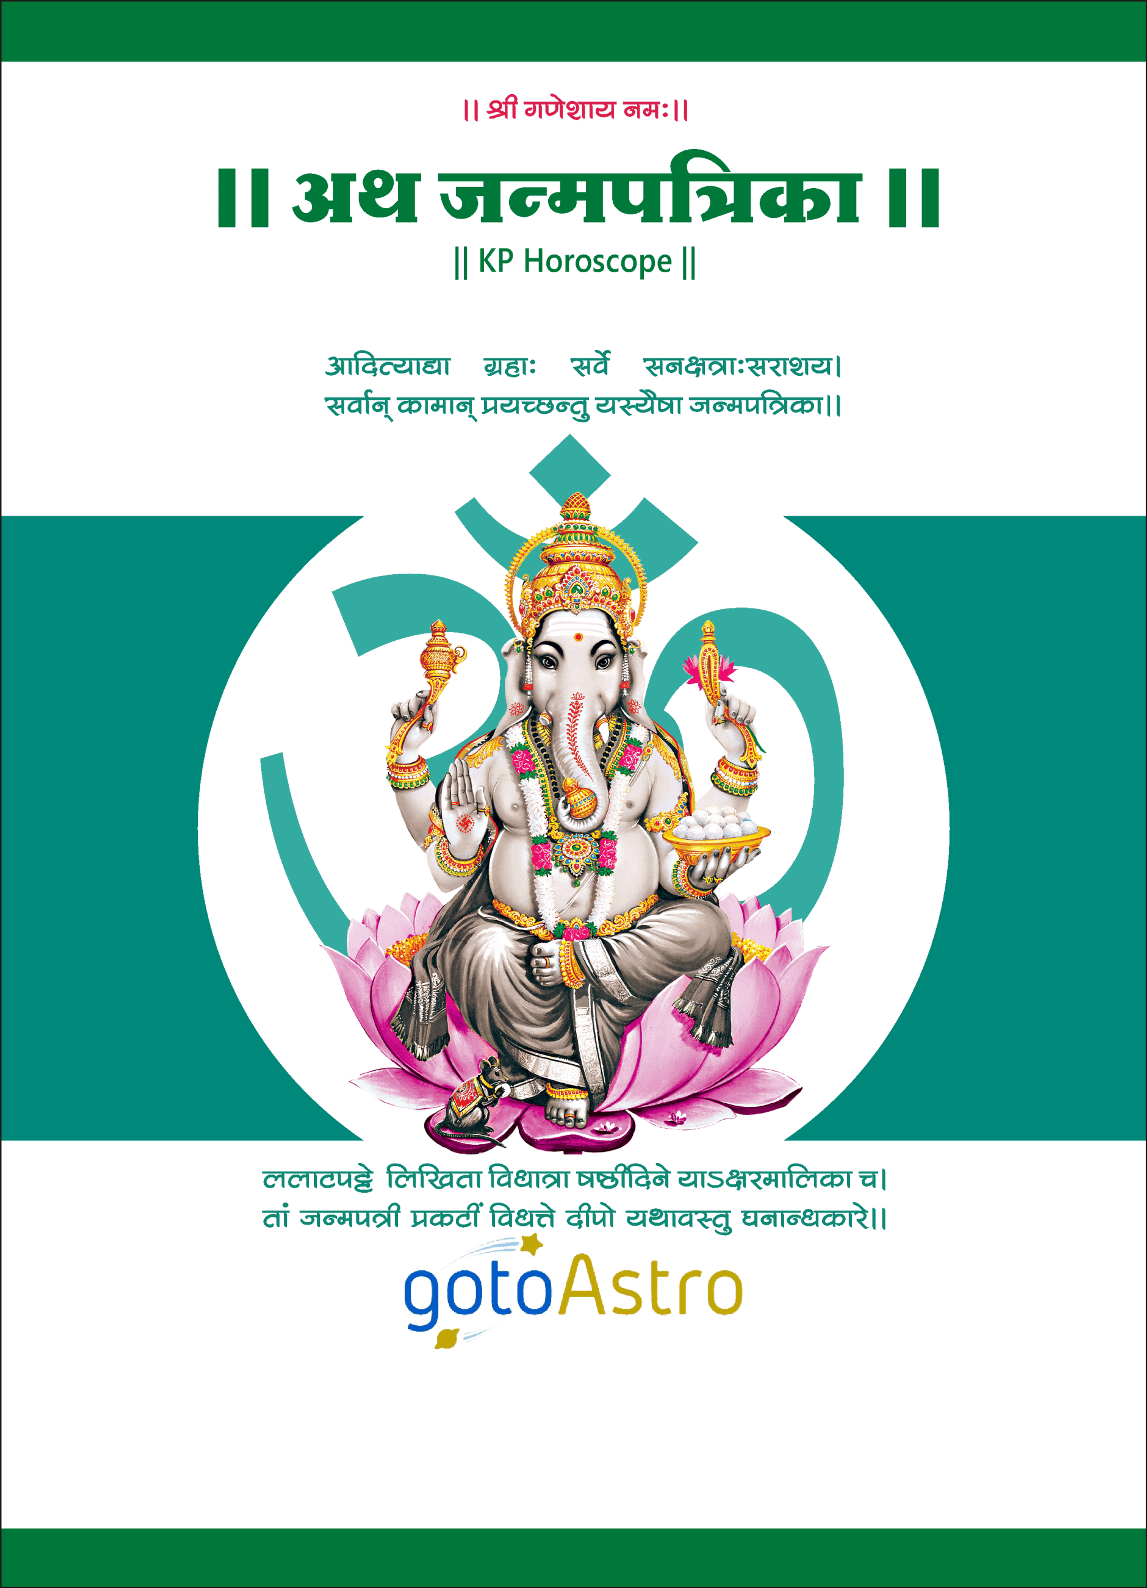 ।। श्री गणेशाय नमः।।
।। अथ जन्मपत्रिका ।।
|| KP Horoscope ||
आदित्याद्या ग्रहाः सर्वे सनक्षत्राःसराशय।
सर्वान् कामान् प्रयच्छन्तु यस्यैषा जन्मपत्रिका।।
ललाटपट्टे लिखिता विधात्रा षष्ठीदिने याऽक्षरमालिका च।
तां जन्मपत्री प्रकटीं विधत्ते दीपो यथावस्तु घनान्धकारे।।
gotoAstro